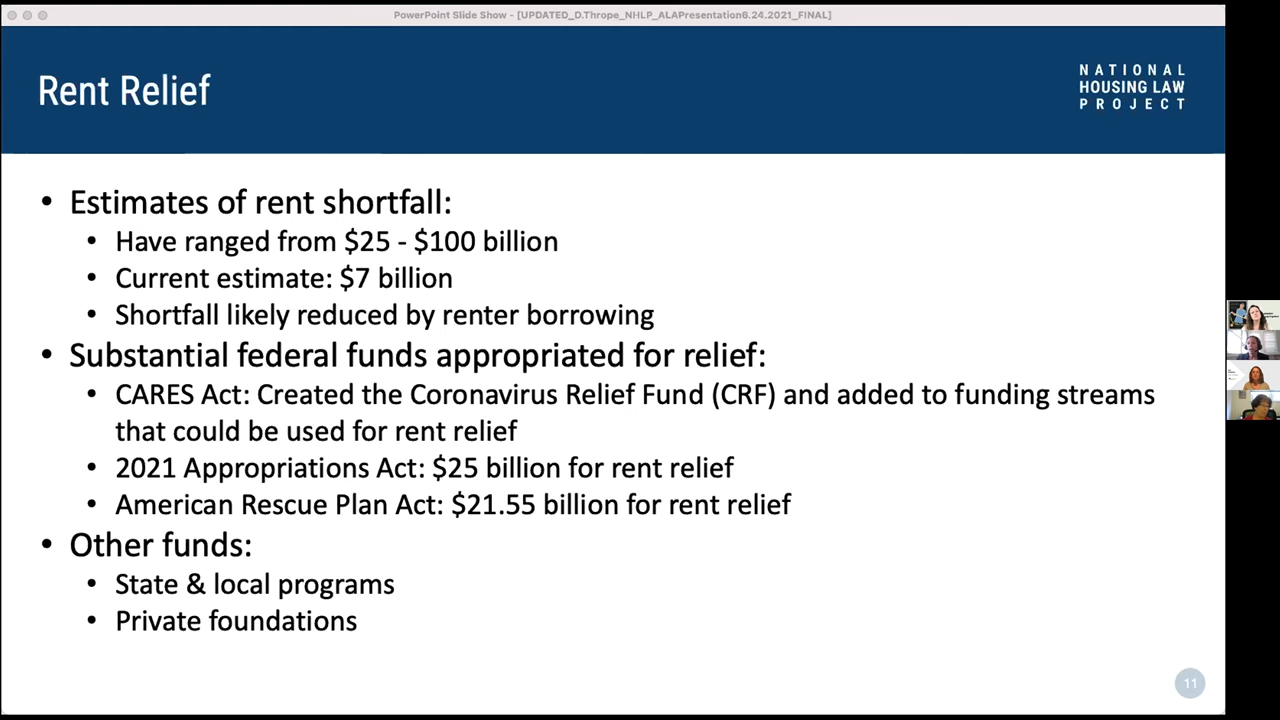 PowerPoint Slide Show - [UPDATED_D.Thrope_NHLP_ALAPresentation6.24.2021_FINAL]
Rent Relief
NATIONAL
HOUSING LAW
PROJECT
• Estimates of rent shortfall:
• Have ranged from $25 - $100 billion
• Current estimate: $7 billion
• Shortfall likely reduced by renter borrowing
• Substantial federal funds appropriated for relief:
• CARES Act: Created the Coronavirus Relief Fund (CRF) and added to funding streams
that could be used for rent relief
• 2021 Appropriations Act: $25 billion for rent relief
• American Rescue Plan Act: $21.55 billion for rent relief
• Other funds:
• State & local programs
• Private foundations
11